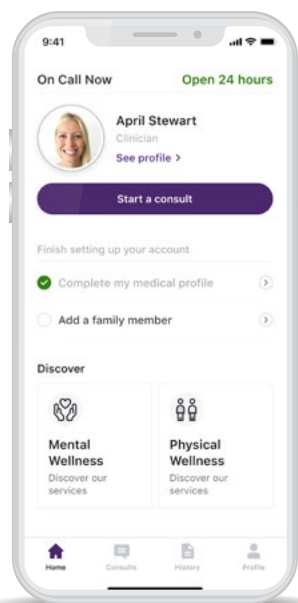 9:41
On Call Now
Open 24 hours
April Stewart
Clinician
See profile >
Start a consult
Finish setting up your account
Complete my medical profile
Add a family member
Discover
Mental
Wellness
Discover our
services
Physical
Wellness
Discover our
services
Home
Consults
History
Profile